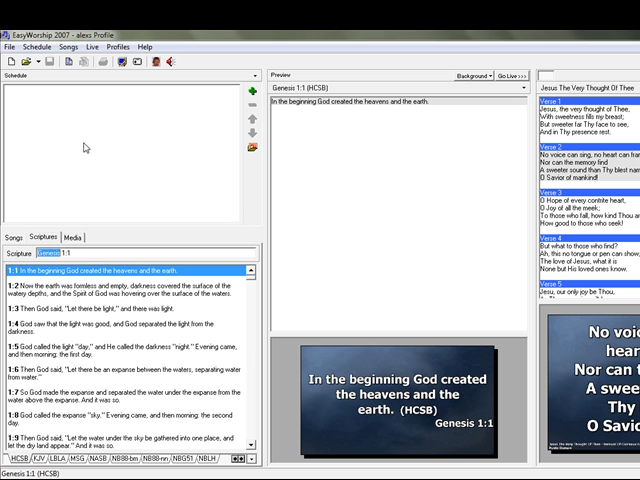 EasyWorship 2007 - alexs Profile
File Schedule Songs Live Profiles Help
Schedule
Songs Scriptures Media
Scripture Genesis 1:1
1:1 In the beginning God created the heavens and the earth.
1:2 Now the earth was formless and empty, darkness covered the surface of the
watery depths, and the Spirit of God was hovering over the surface of the waters.
1:3 Then God said, "Let there be light," and there was light.
1:4 God saw that the light was good, and God separated the light from the
darkness.
1:5 God called the light "day," and He called the darkness "night." Evening came,
and then morning: the first day.
1:6 Then God said, "Let there be an expanse between the waters, separating water
from water."
1:7 So God made the expanse and separated the water under the expanse from the
water above the expanse. And it was so.
1:8 God called the expanse "sky." Evening came, and then morning: the second
day.
1:9 Then God said, "Let the water under the sky be gathered into one place, and
let the dry land appear." And it was so.
HCSB KJV LBLA MSG NASB NB88-bm NB88-nn NBG51 NBLH
Genesis 1:1 (HCSB)
Preview Background Go Live >>>
Genesis 1:1 (HCSB)
In the beginning God created the heavens and the earth.
In the beginning God created
the heavens and the
earth. (HCSB)
Genesis 1:1
Jesus The Very Thought Of Thee
Verse 1
Jesus, the very thought of Thee,
With sweetness fills my breast;
But sweeter far Thy face to see,
And in Thy presence rest.
Verse 2
No voice can sing, no heart can fra
Nor can the memory find
A sweeter sound than Thy blest nam
O Savior of mankind!
Verse 3
O Hope of every contrite heart,
O Joy of all the meek;
To those who fall, how kind Thou a
How good to those who seek!
Verse 4
But what to those who find?
Ah, this no tongue or pen can show;
The love of Jesus, what it is
None but His loved ones know.
Verse 5
Jesu, our only joy be Thou,
No voi
hear
Nor can t
A swee
Thy
O Savio
Public Domain